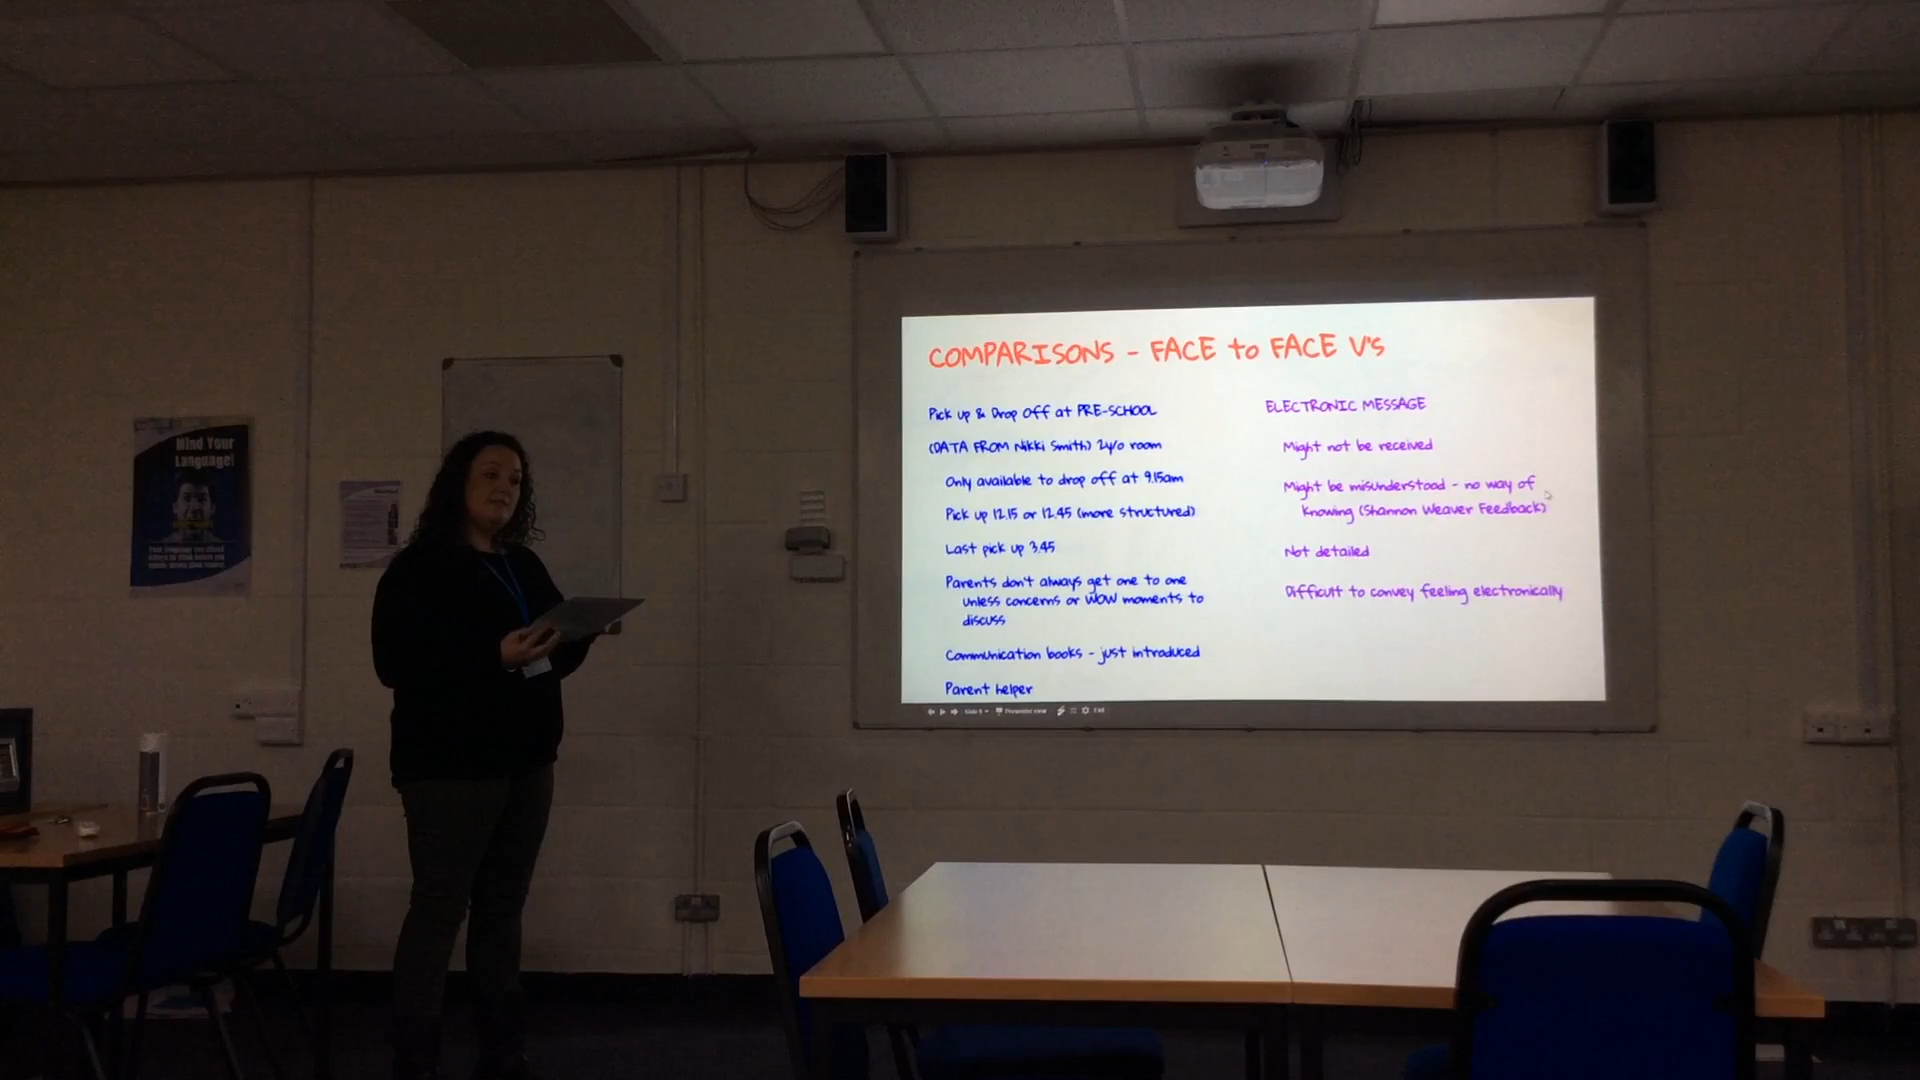 COMPARISONS - FACE to FACE V's
Pick up & Drop Off at PRE-SCHOOL
(DATA FROM Nikki Smith) 2y/o room
Only available to drop off at 9.15am
Pick up 12.15 or 12.45 (more structured)
Last pick up 3.45
Parents don't always get one to one
unless concerns or WOW moments to
discuss
Communication books - just introduced
Parent helper
ELECTRONIC MESSAGE
Might not be received
Might be misunderstood - no way of
Knowing (Shannon Weaver Feedback)
Not detailed
Difficult to convey feeling electronically
Presenter view
Exit
Mind Your
Language!